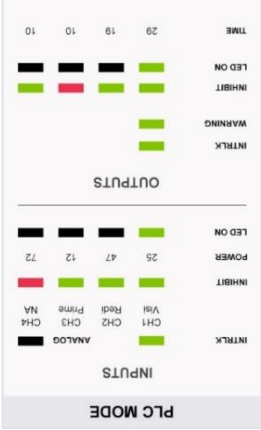 PLC MODE
INPUTS
INTRLK ANALOG
CH1 CH2 CH3 CH4
Visi Redi Prime NA
INHIBIT
POWER 25 47 12 72
LED ON
OUTPUTS
INTRLK
WARNING
INHIBIT
LED ON
TIME 29 19 10 10